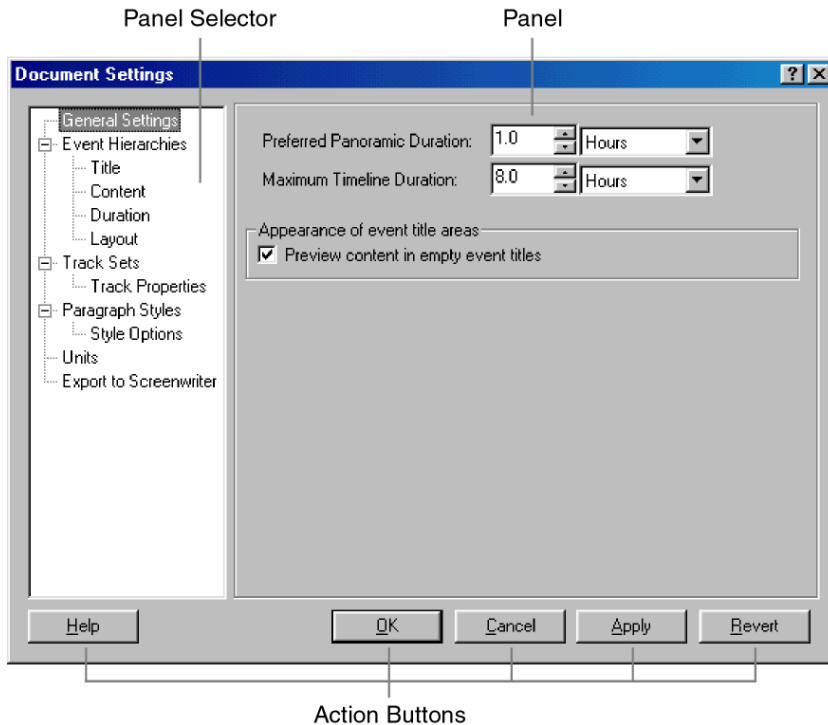 Panel Selector
Panel
Document Settings
General Settings
Event Hierarchies
Title
Content
Duration
Layout
Track Sets
Track Properties
Paragraph Styles
Style Options
Units
Export to Screenwriter
Preferred Panoramic Duration: 1.0 Hours
Maximum Timeline Duration: 8.0 Hours
Appearance of event title areas
Preview content in empty event titles
Help OK Cancel Apply Revert
Action Buttons